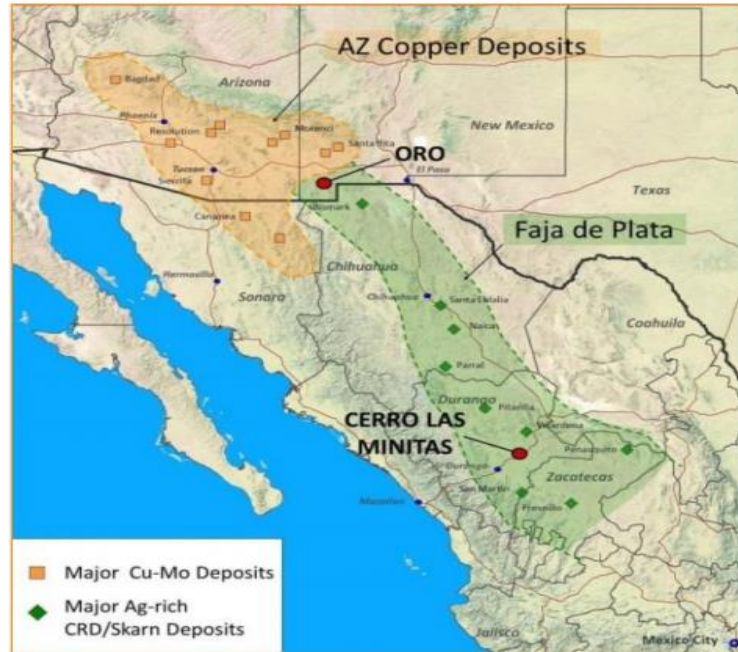 AZ Copper Deposits
Bagdad
Arizona
Phoenix
Resolution
Morenci
Santa Rita
New Mexico
ORO
El Paso
Tucson
Sierrita
Texas
Bismark
Cananea
Faja de Plata
Chihuahua
Hermosillo
Sonora
Chihuahua
Santa Eulalia
Naica
Coahuila
Parral
Durango
Pitarrilla
CERRO LAS
MINITAS
Velardena
Penasquito
Durango
Zacatecas
San Martin
Fresnillo
Mazatlan
Major Cu-Mo Deposits
Major Ag-rich
CRD/Skarn Deposits
Jalisco
Mexico City